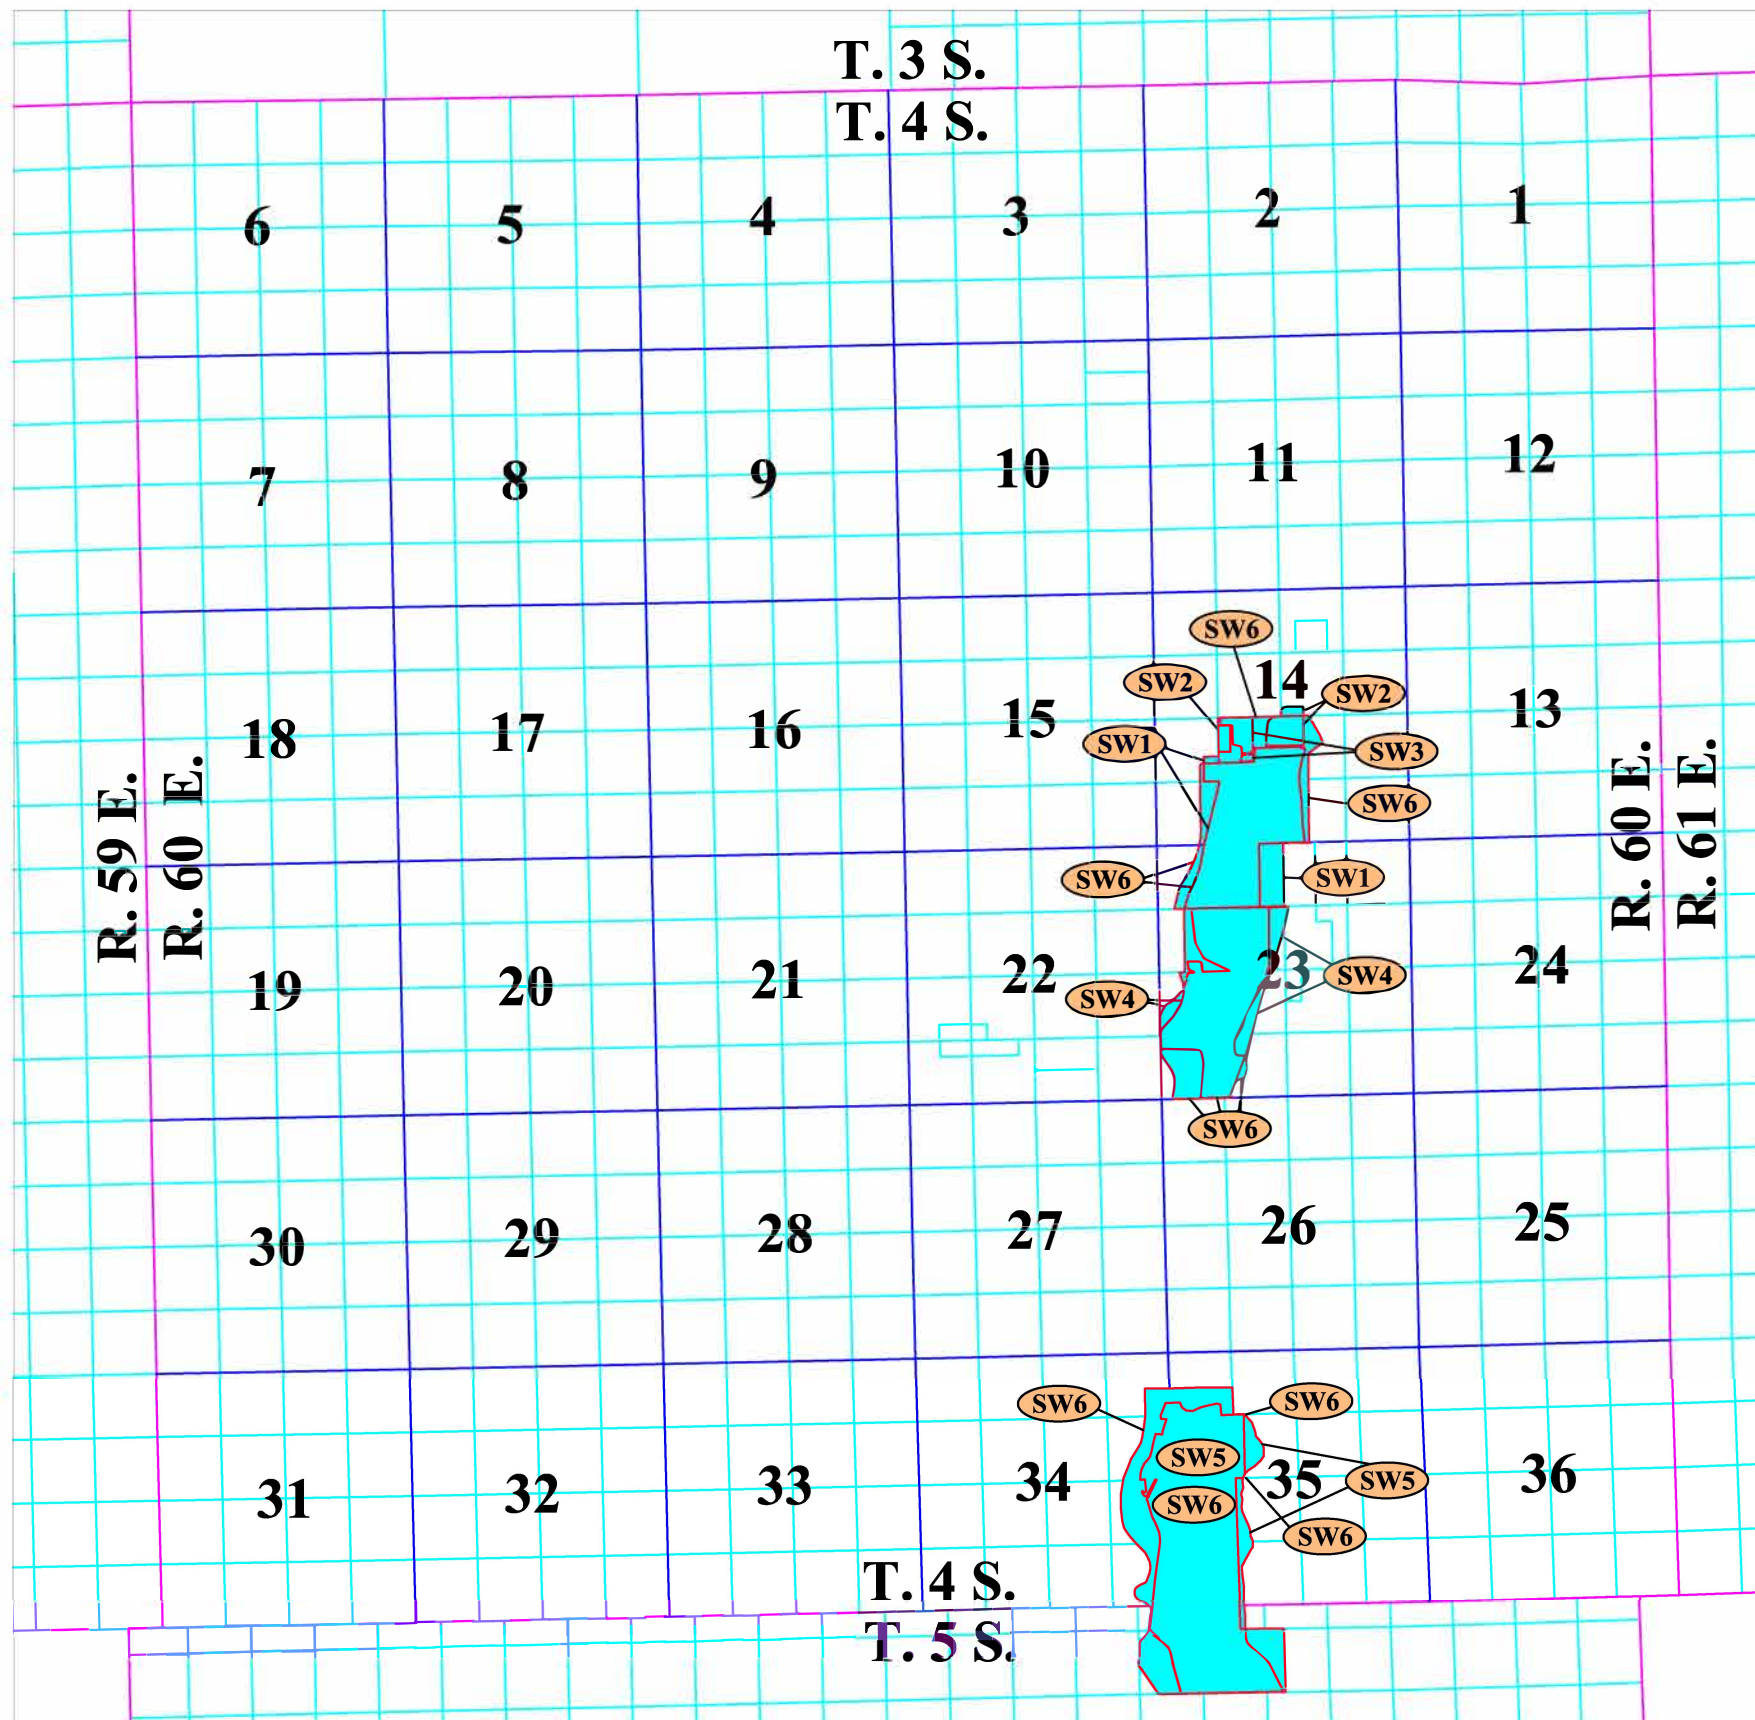 T. 3 S.
T. 4 S.
6 5 4 3 2 1
7 8 9 10 11 12
SW6
SW2 14 SW2
18 17 16 15 13
SW1 SW3
SW6
R. 59 E.
R. 60 E.
R. 60 E.
R. 61 E.
SW6 SW1
19 20 21 22 23 24
SW4
SW4
SW6
30 29 28 27 26 25
SW6 SW6
SW5
31 32 33 34 35 36
SW5
SW6
SW6
T. 4 S.
T. 5 S.